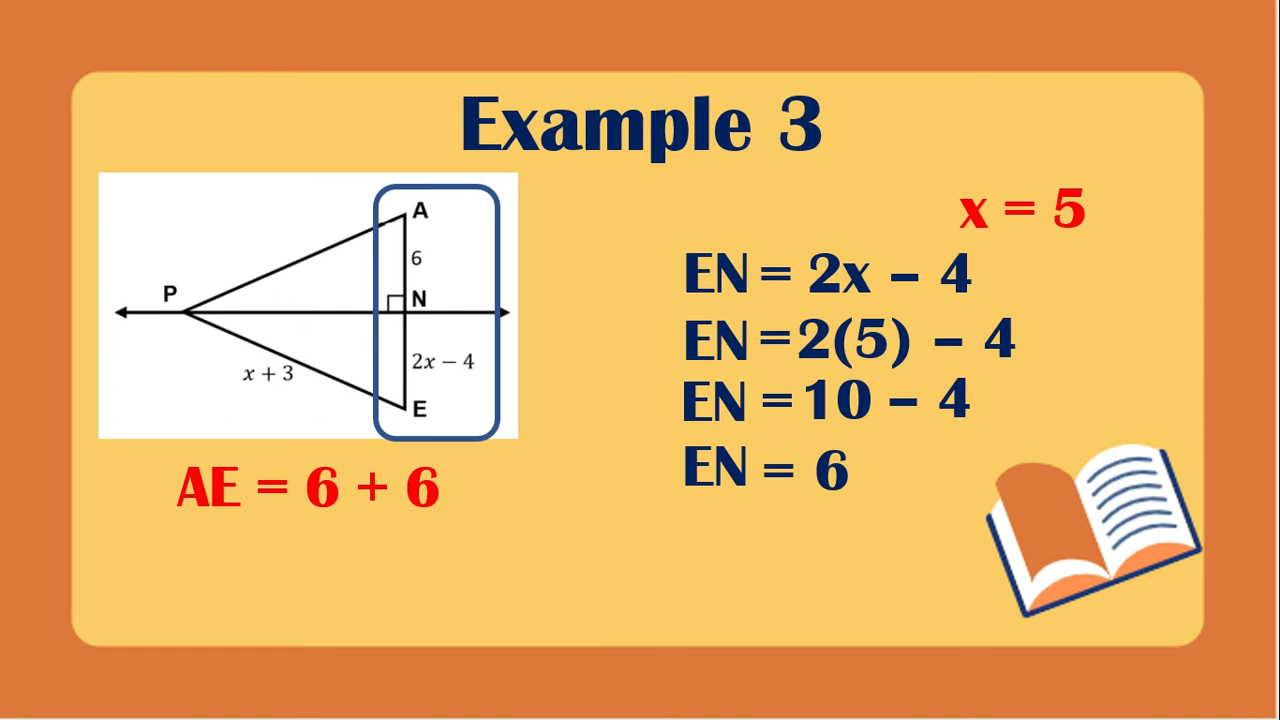 Example 3
A
6
P
N
2x – 4
x + 3
E
AE = 6 + 6
x = 5
EN = 2x – 4
EN = 2(5) – 4
EN = 10 – 4
EN = 6